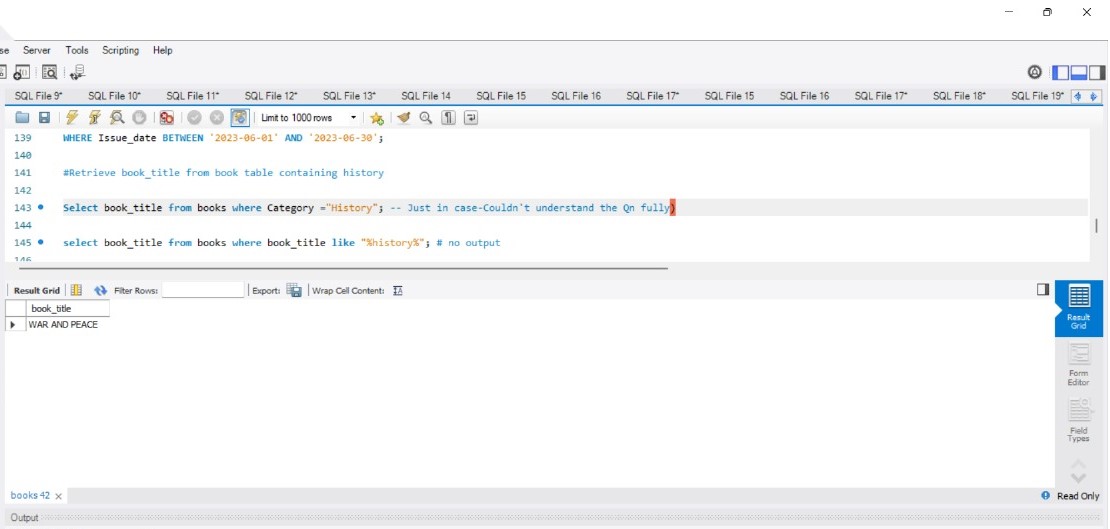 se Server Tools Scripting Help
SQL File 9* SQL File 10* SQL File 11* SQL File 12* SQL File 13* SQL File 14 SQL File 15 SQL File 16 SQL File 17* SQL File 15 SQL File 16 SQL File 17* SQL File 18* SQL File 19*
Limit to 1000 rows
139 WHERE Issue_date BETWEEN '2023-06-01' AND '2023-06-30';
140
141 #Retrieve book_title from book table containing history
142
143 Select book_title from books where Category ="History"; -- Just in case-Couldn't understand the Qn fully)
144
145 select book_title from books where book_title like "%history%"; # no output
146
Result Grid Filter Rows: Export: Wrap Cell Content:
book_title
WAR AND PEACE
Result
Grid
Form
Editor
Field
Types
books 42 Read Only
Output